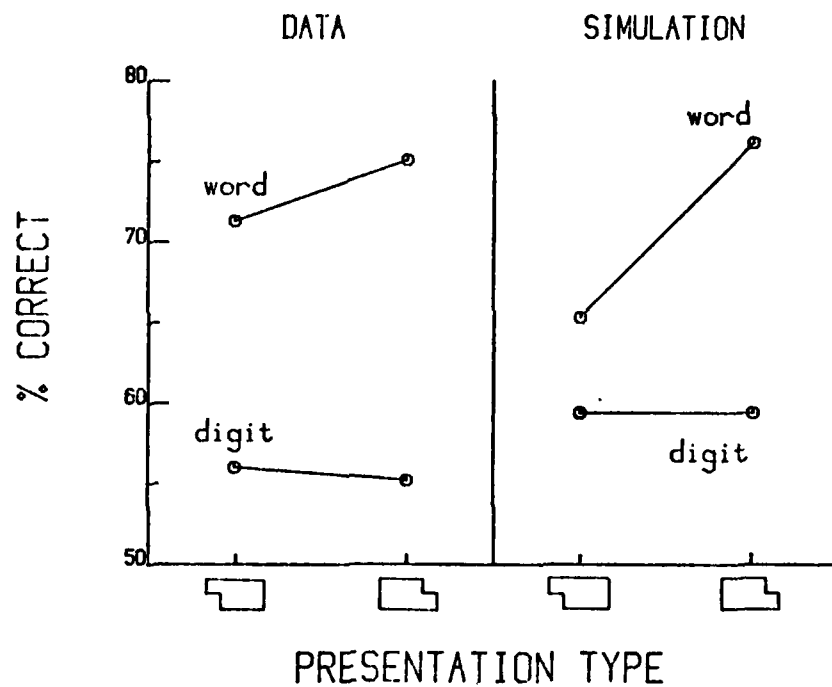 DATA SIMULATION
80
word
word
70
% CORRECT
60
digit
digit
50
PRESENTATION TYPE